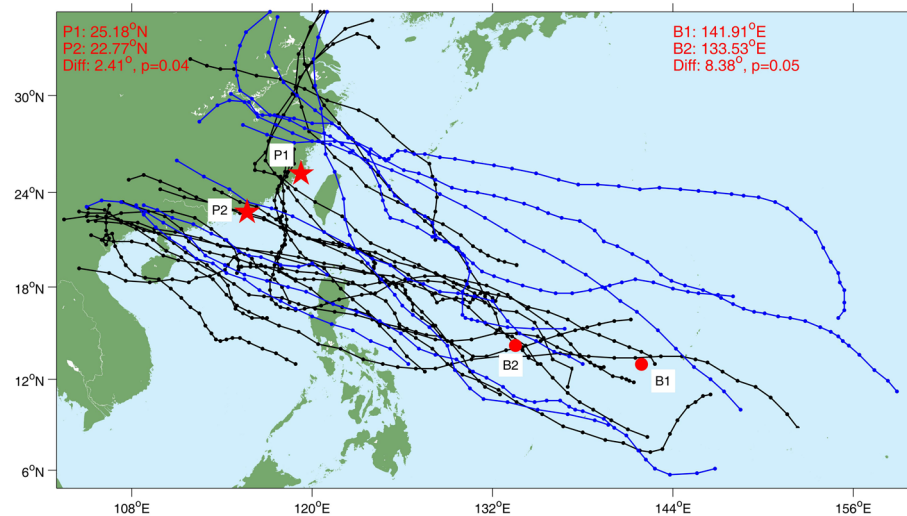 P1: 25.18°N
P2: 22.77°N
Diff: 2.41°, p=0.04
B1: 141.91°E
B2: 133.53°E
Diff: 8.38°, p=0.05
30°N
P1
24°N
P2
18°N
B2
B1
12°N
6°N
108°E
120°E
132°E
144°E
156°E